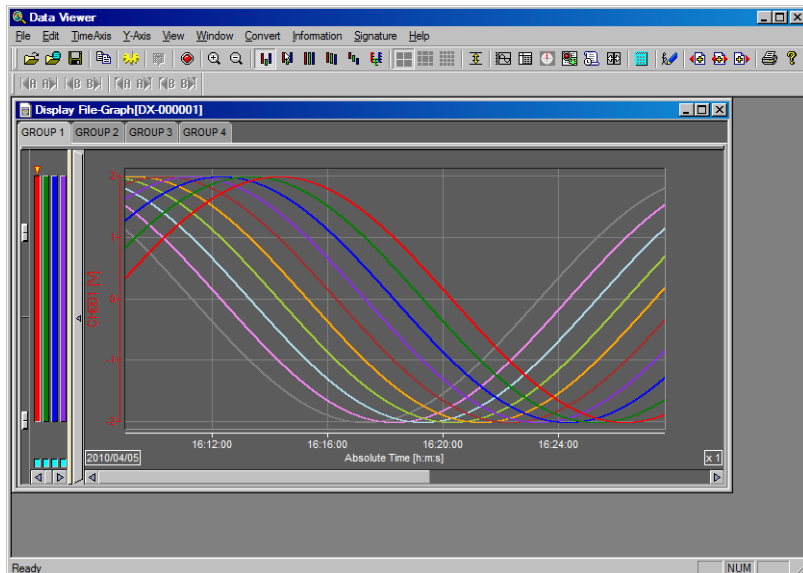 Data Viewer
File Edit TimeAxis Y-Axis View Window Convert Information Signature Help
A A B B A A B B
Display File-Graph[DX-000001]
GROUP 1 GROUP 2 GROUP 3 GROUP 4
2
1
0
-1
-2
CH001 [V]
16:12:00 16:16:00 16:20:00 16:24:00
2010/04/05 Absolute Time [h:m:s] x 1
Ready NUM